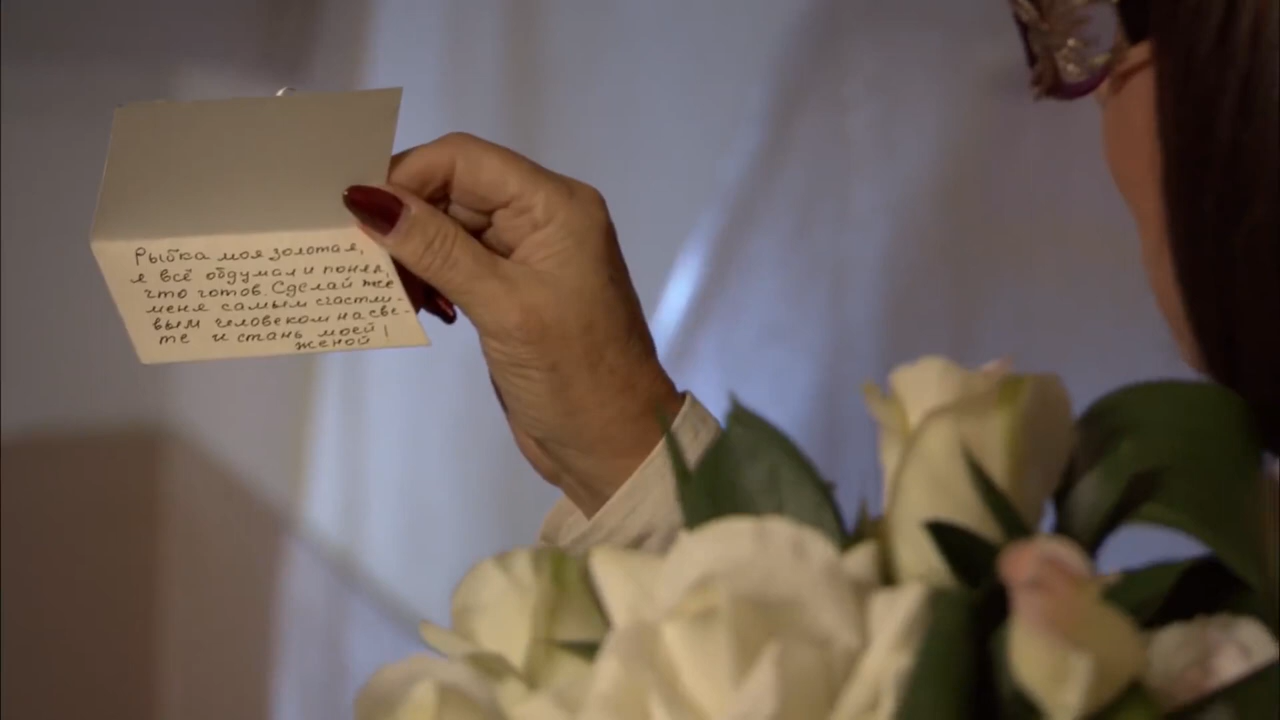 Рыбка моя золотая,
я всё обдумал и понял,
что готов. Сделай же
меня самым счастли-
вым человеком на све-
те и стань моей
женой!